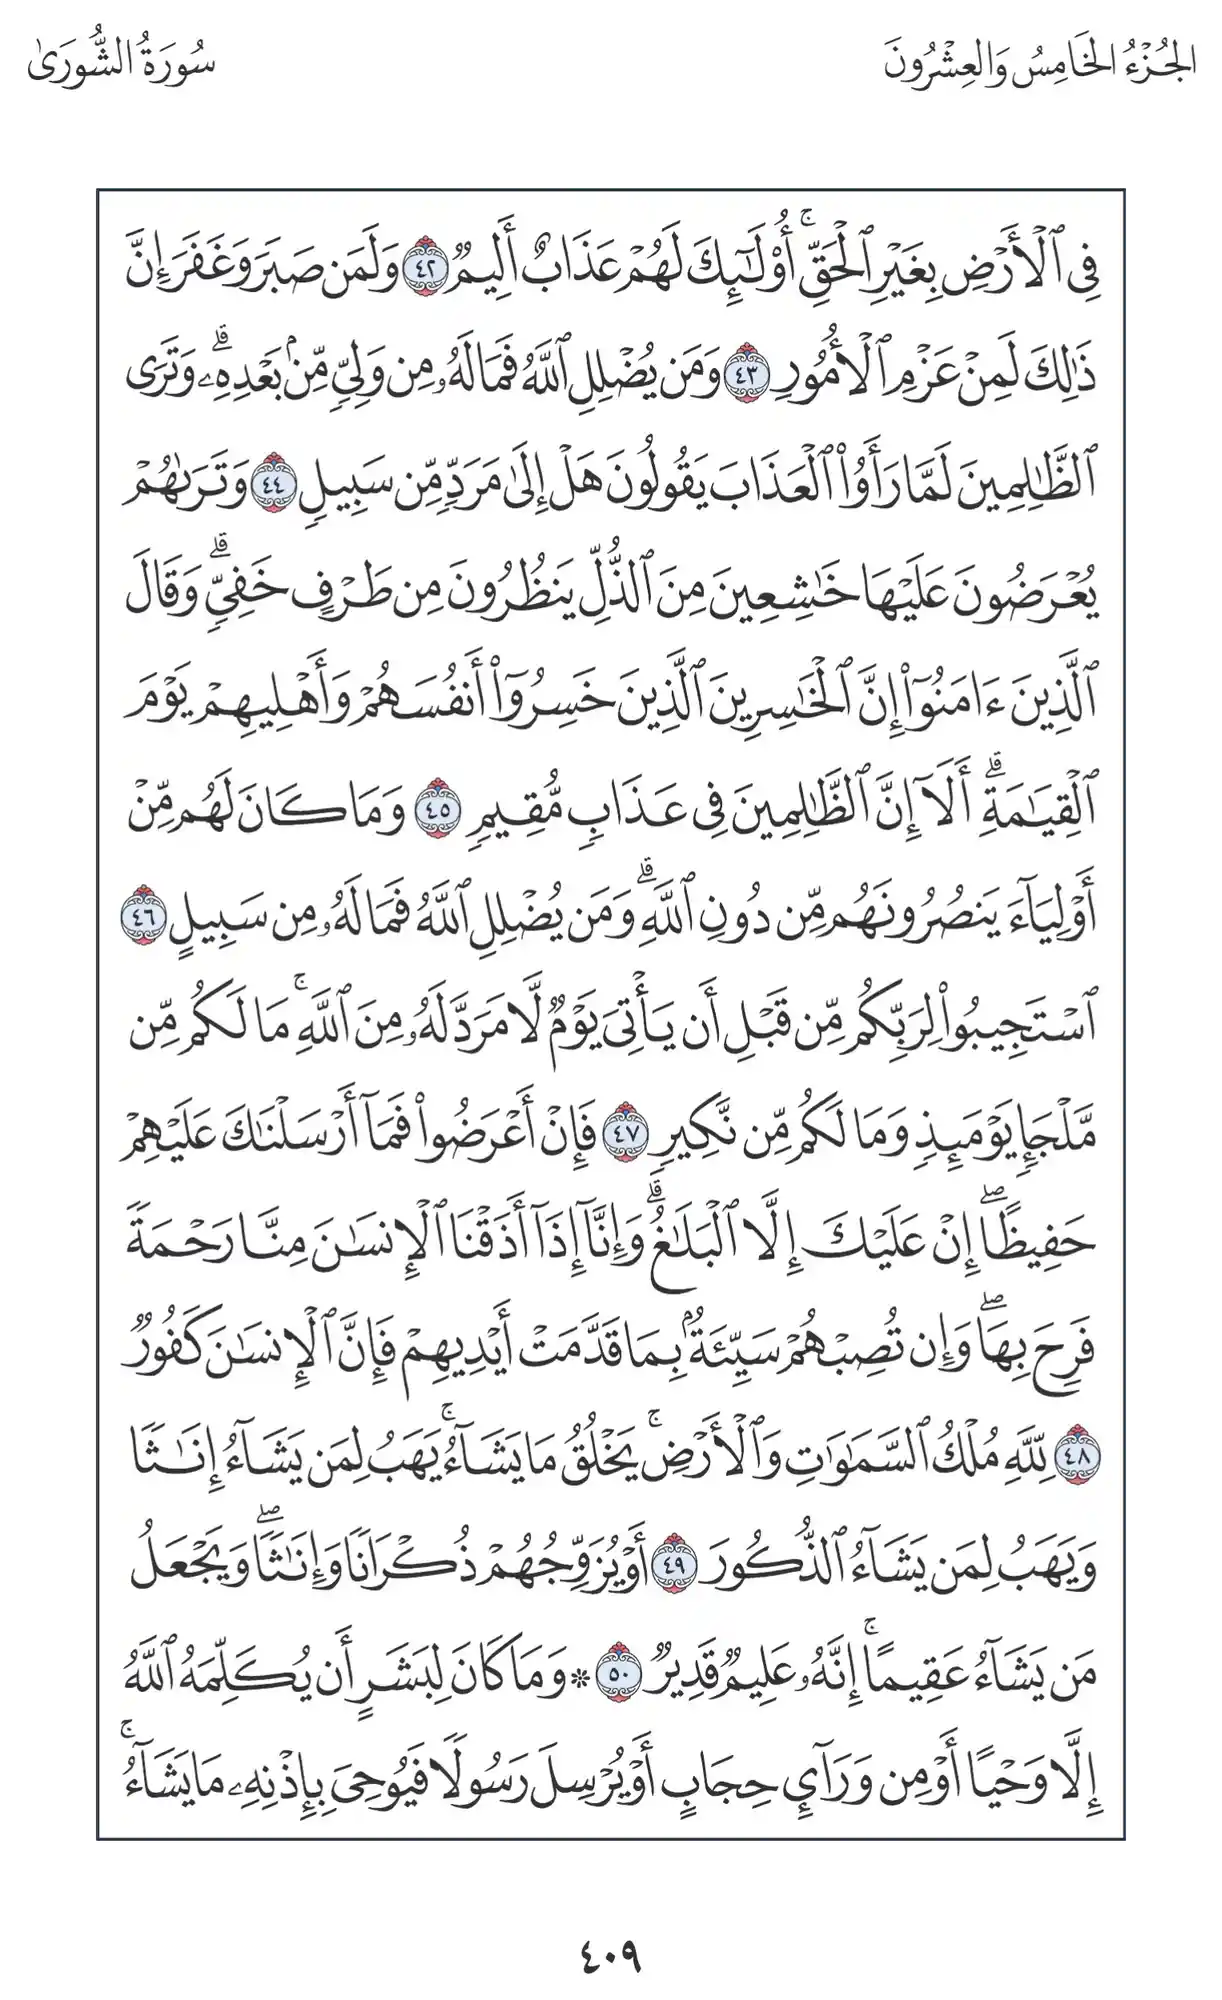 الجُزْءُ الخَامِسُ وَالعِشْرُونَ
سُورَةُ الشُّورَىٰ
فِي ٱلۡأَرۡضِ بِغَيۡرِ ٱلۡحَقِّۚ أُوْلَٰٓئِكَ لَهُمۡ عَذَابٌ أَلِيمٞ ٤٢ وَلَمَن صَبَرَ وَغَفَرَ إِنَّ
ذَٰلِكَ لَمِنۡ عَزۡمِ ٱلۡأُمُورِ ٤٣ وَمَن يُضۡلِلِ ٱللَّهُ فَمَا لَهُۥ مِن وَلِيّٖ مِّنۢ بَعۡدِهِۦۗ وَتَرَى
ٱلظَّٰلِمِينَ لَمَّا رَأَوُاْ ٱلۡعَذَابَ يَقُولُونَ هَلۡ إِلَىٰ مَرَدّٖ مِّن سَبِيلٖ ٤٤ وَتَرَىٰهُمۡ
يُعۡرَضُونَ عَلَيۡهَا خَٰشِعِينَ مِنَ ٱلذُّلِّ يَنظُرُونَ مِن طَرۡفٍ خَفِيّٖۗ وَقَالَ
ٱلَّذِينَ ءَامَنُوٓاْ إِنَّ ٱلۡخَٰسِرِينَ ٱلَّذِينَ خَسِرُوٓاْ أَنفُسَهُمۡ وَأَهۡلِيهِمۡ يَوۡمَ
ٱلۡقِيَٰمَةِۗ أَلَآ إِنَّ ٱلظَّٰلِمِينَ فِي عَذَابٖ مُّقِيمٖ ٤٥ وَمَا كَانَ لَهُم مِّنۡ
أَوۡلِيَآءَ يَنصُرُونَهُم مِّن دُونِ ٱللَّهِۗ وَمَن يُضۡلِلِ ٱللَّهُ فَمَا لَهُۥ مِن سَبِيلٍ ٤٦
ٱسۡتَجِيبُواْ لِرَبِّكُم مِّن قَبۡلِ أَن يَأۡتِيَ يَوۡمٞ لَّا مَرَدَّ لَهُۥ مِنَ ٱللَّهِۚ مَا لَكُم مِّن
مَّلۡجَإٖ يَوۡمَئِذٖ وَمَا لَكُم مِّن نَّكِيرٖ ٤٧ فَإِنۡ أَعۡرَضُواْ فَمَآ أَرۡسَلۡنَٰكَ عَلَيۡهِمۡ
حَفِيظًاۖ إِنۡ عَلَيۡكَ إِلَّا ٱلۡبَلَٰغُۗ وَإِنَّآ إِذَآ أَذَقۡنَا ٱلۡإِنسَٰنَ مِنَّا رَحۡمَةٗ
فَرِحَ بِهَاۖ وَإِن تُصِبۡهُمۡ سَيِّئَةُۢ بِمَا قَدَّمَتۡ أَيۡدِيهِمۡ فَإِنَّ ٱلۡإِنسَٰنَ كَفُورٞ
٤٨ لِّلَّهِ مُلۡكُ ٱلسَّمَٰوَٰتِ وَٱلۡأَرۡضِۚ يَخۡلُقُ مَا يَشَآءُۚ يَهَبُ لِمَن يَشَآءُ إِنَٰثٗا
وَيَهَبُ لِمَن يَشَآءُ ٱلذُّكُورَ ٤٩ أَوۡ يُزَوِّجُهُمۡ ذُكۡرَانٗا وَإِنَٰثٗاۖ وَيَجۡعَلُ
مَن يَشَآءُ عَقِيمًاۚ إِنَّهُۥ عَلِيمٞ قَدِيرٞ ٥٠ * وَمَا كَانَ لِبَشَرٍ أَن يُكَلِّمَهُ ٱللَّهُ
إِلَّا وَحۡيًا أَوۡ مِن وَرَآيِٕ حِجَابٍ أَوۡ يُرۡسِلَ رَسُولٗا فَيُوحِيَ بِإِذۡنِهِۦ مَا يَشَآءُۚ
٤٠٩